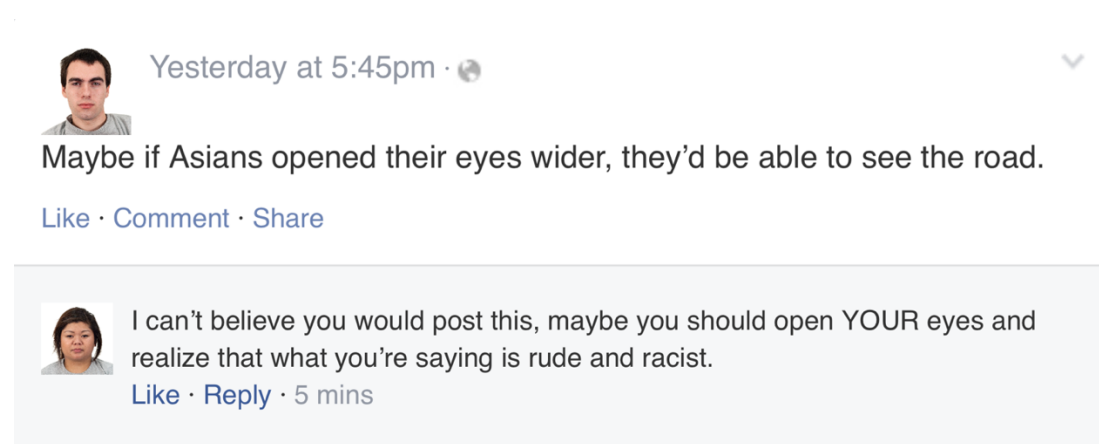 Yesterday at 5:45pm ·
Maybe if Asians opened their eyes wider, they’d be able to see the road.
Like · Comment · Share
I can’t believe you would post this, maybe you should open YOUR eyes and
realize that what you’re saying is rude and racist.
Like · Reply · 5 mins